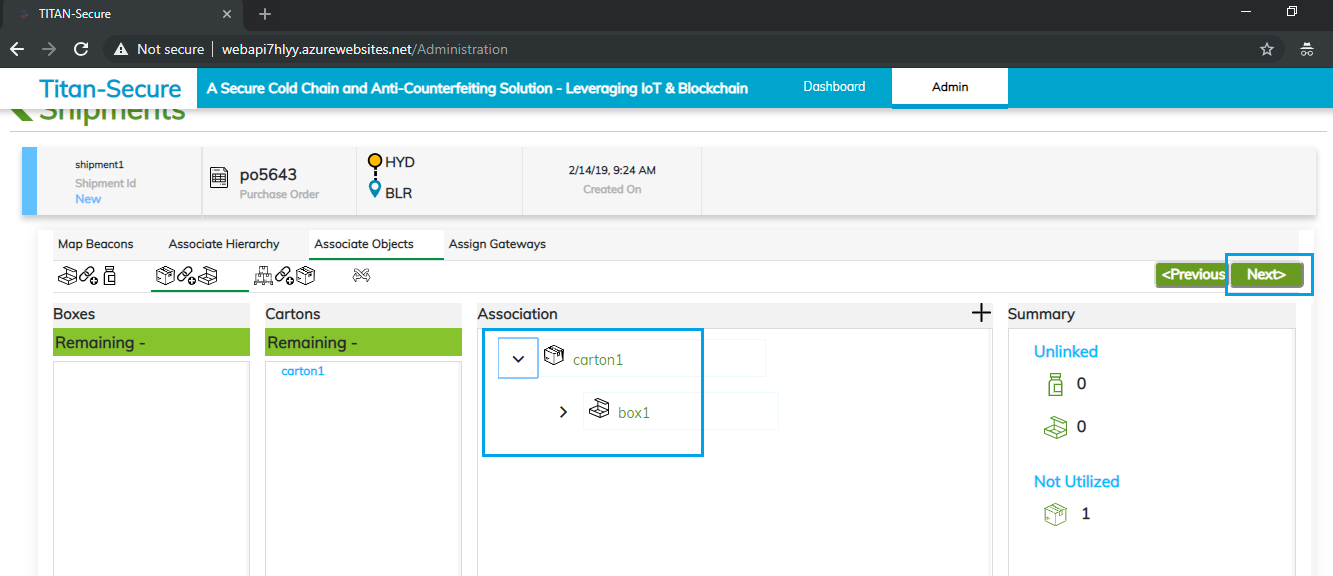 TITAN-Secure
Not secure webapi7hlyy.azurewebsites.net/Administration
Titan-Secure A Secure Cold Chain and Anti-Counterfeiting Solution - Leveraging IoT & Blockchain Dashboard Admin
Shipments
shipment1
Shipment Id
New
po5643
Purchase Order
HYD
BLR
2/14/19, 9:24 AM
Created On
Map Beacons Associate Hierarchy Associate Objects Assign Gateways
<Previous Next>
Boxes Cartons Association Summary
Remaining - Remaining -
carton1
carton1
box1
Unlinked
0
0
Not Utilized
1